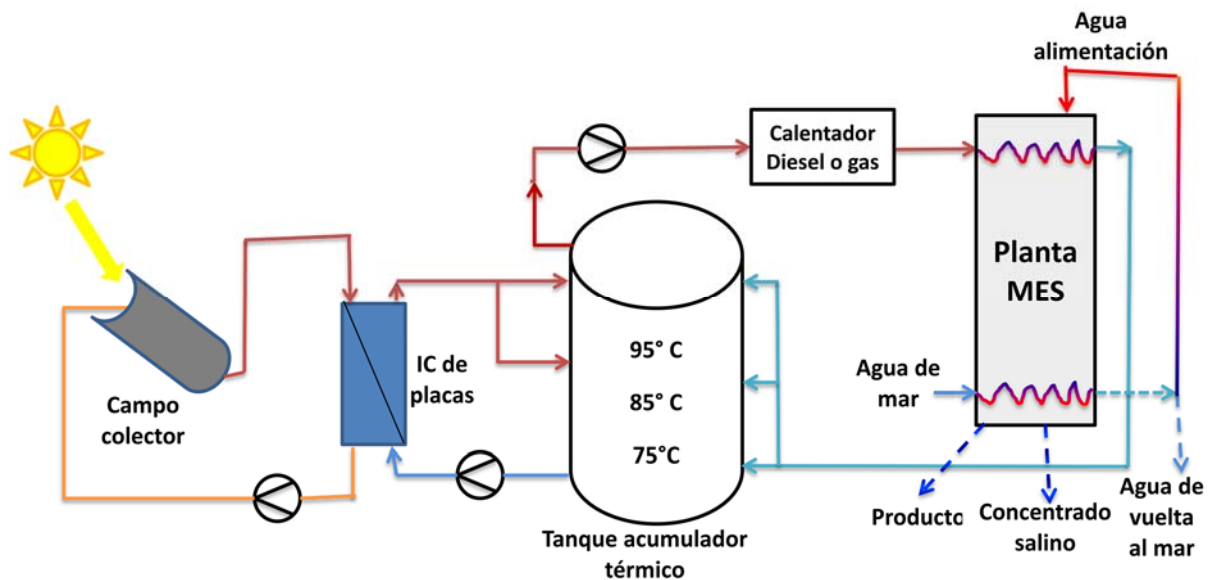 Agua
alimentación
Calentador
Diesel o gas
Planta
MES
IC de
placas
95° C
85° C
75°C
Agua de
mar
Campo
colector
Tanque acumulador
térmico
Producto
Concentrado
salino
Agua de
vuelta
al mar